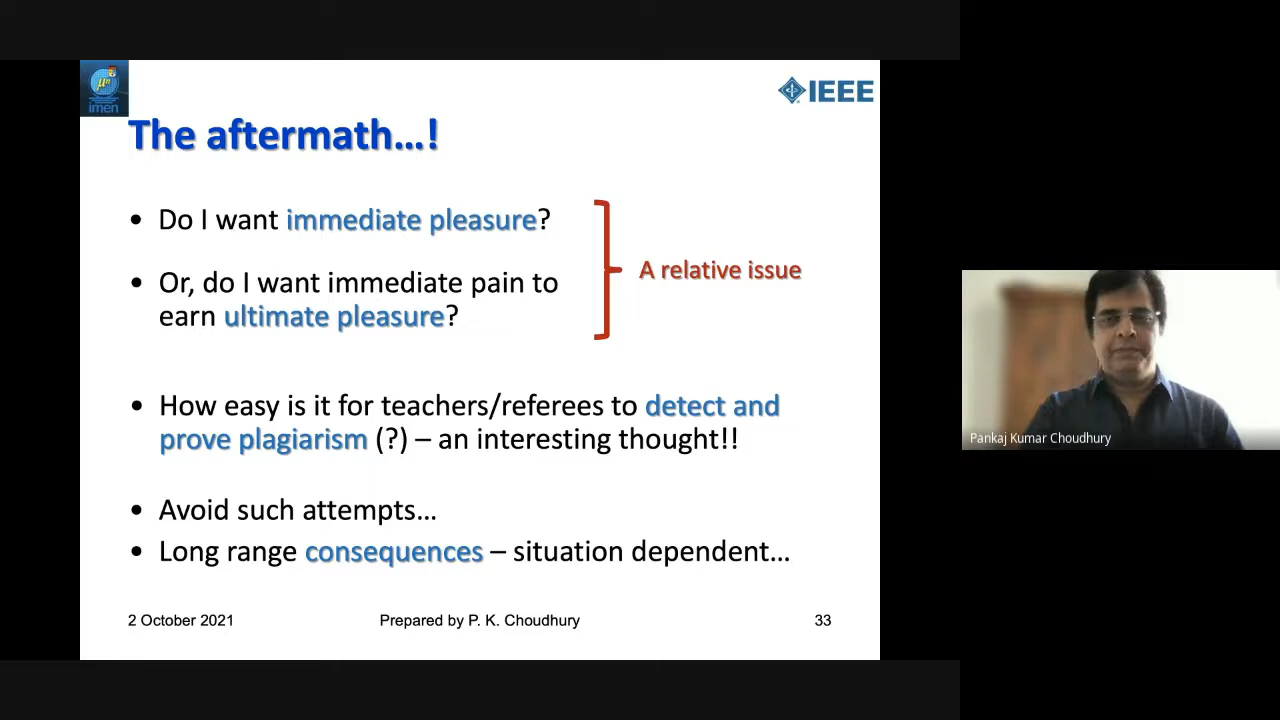 µn
imen
IEEE
The aftermath...!
• Do I want immediate pleasure?
• Or, do I want immediate pain to
earn ultimate pleasure?
A relative issue
• How easy is it for teachers/referees to detect and
prove plagiarism (?) – an interesting thought!!
• Avoid such attempts...
• Long range consequences – situation dependent...
2 October 2021
Prepared by P. K. Choudhury
33
Pankaj Kumar Choudhury